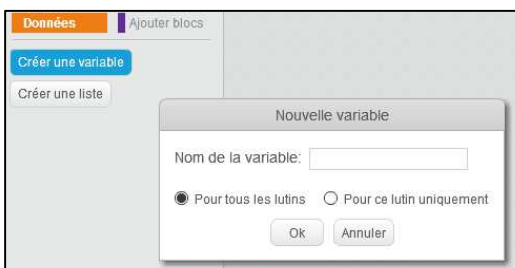 Données Ajouter blocs
Créer une variable
Créer une liste
Nouvelle variable
Nom de la variable:
Pour tous les lutins Pour ce lutin uniquement
Ok Annuler